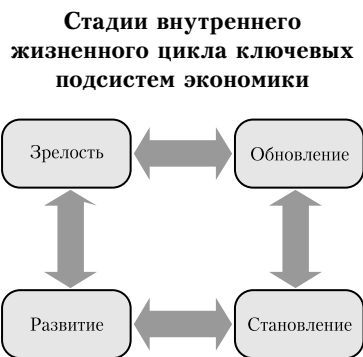 Стадии внутреннего
жизненного цикла ключевых
подсистем экономики
Зрелость
Обновление
Развитие
Становление